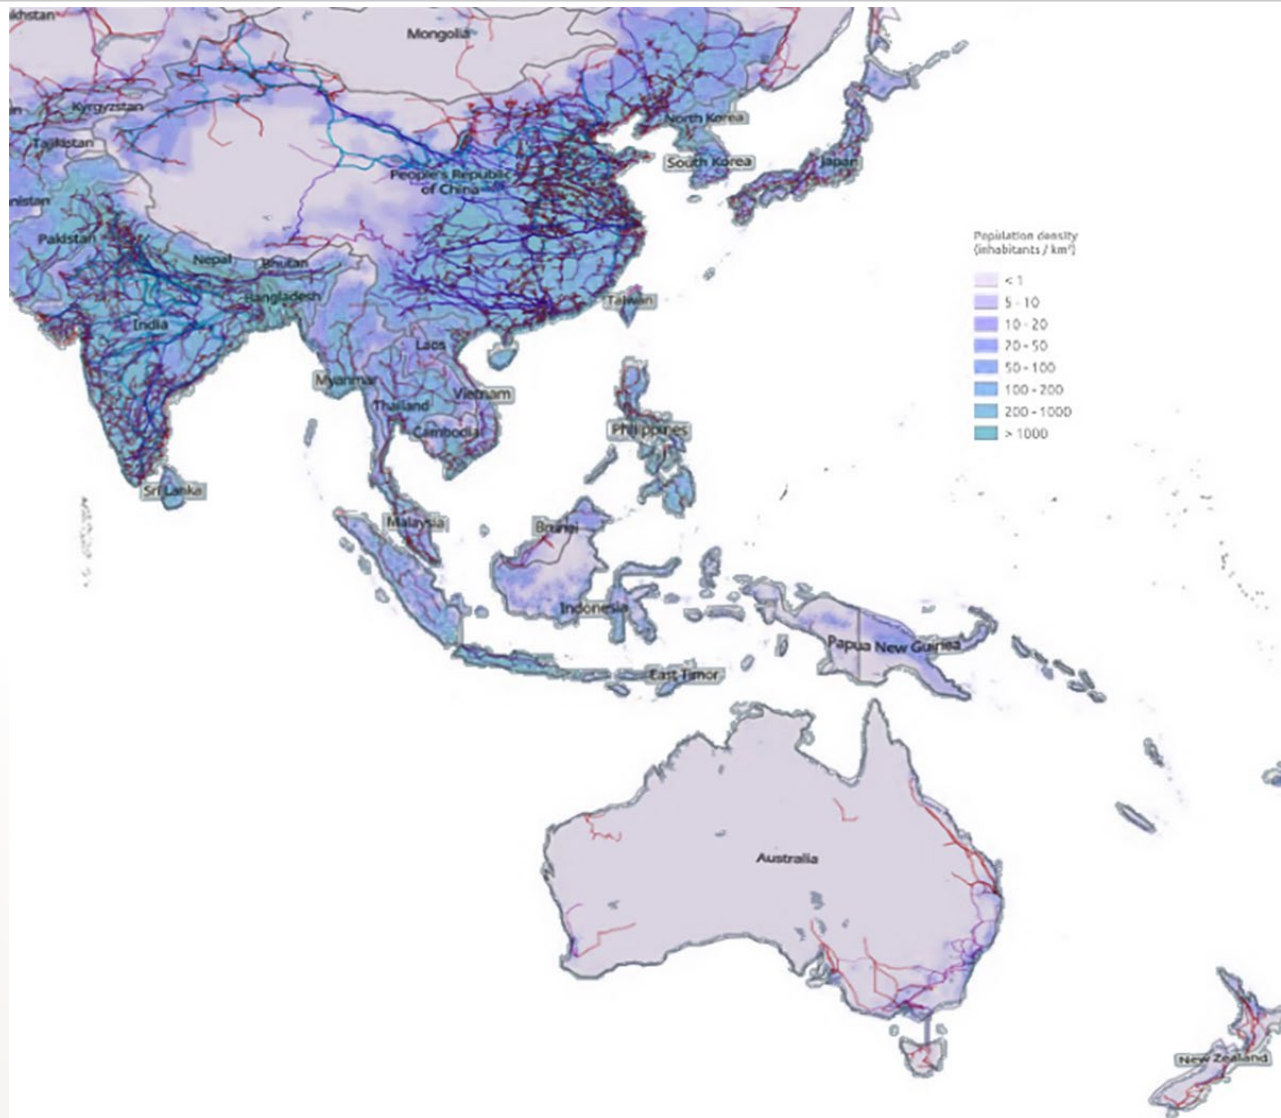 khstan
Mongolia
Kyrgyzstan
North Korea
Tajikistan
South Korea
Japan
People's Republic
of China
nistan
Pakistan
Nepal
Bhutan
Bangladesh
Taiwan
India
Laos
Myanmar
Vietnam
Thailand
Cambodia
Philippines
Sri Lanka
Malaysia
Brunei
Indonesia
Papua New Guinea
East Timor
Australia
New Zealand
Population density
(inhabitants / km²)
< 1
5 - 10
10 - 20
20 - 50
50 - 100
100 - 200
200 - 1000
> 1000